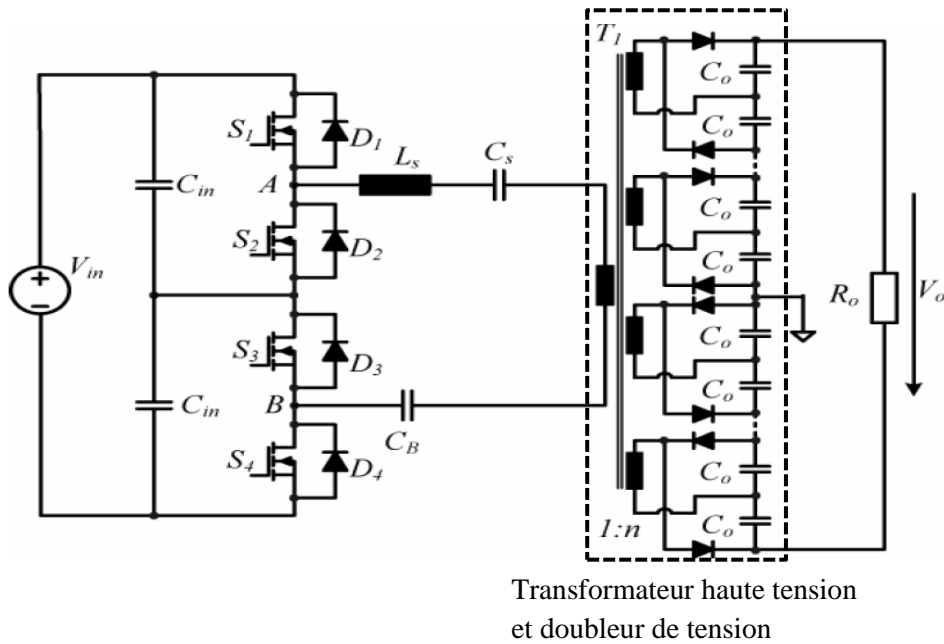 T1
Co
Co
S1
D1
Ls
Cs
A
Cin
Co
S2
D2
Co
Vin
+
−
Ro
Vo
Co
S3
D3
Co
Cin
B
CB
S4
D4
Co
Co
1:n
Transformateur haute tension
et doubleur de tension